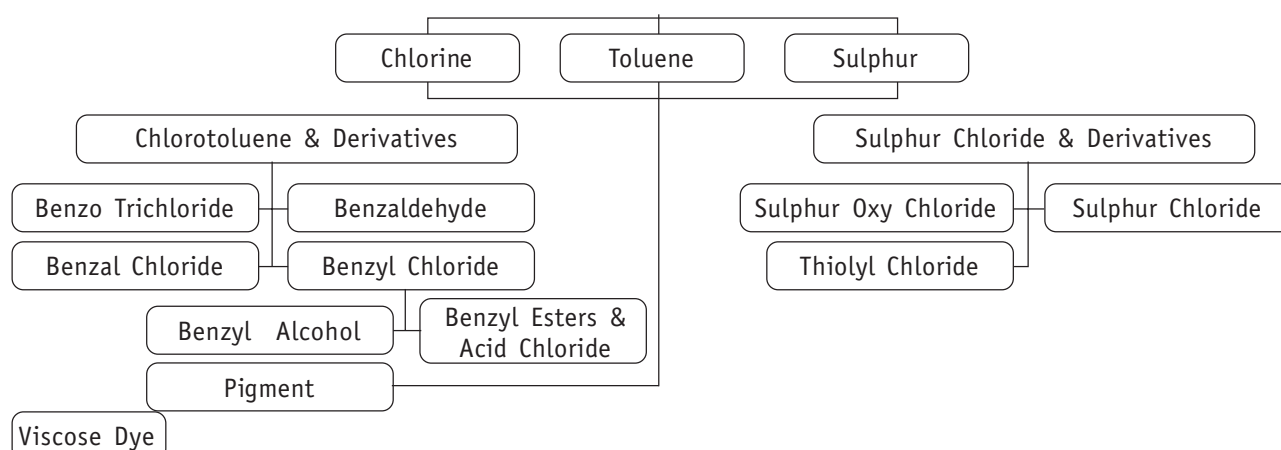 Chlorine
Toluene
Sulphur
Chlorotoluene & Derivatives
Sulphur Chloride & Derivatives
Benzo Trichloride
Benzaldehyde
Sulphur Oxy Chloride
Sulphur Chloride
Benzal Chloride
Benzyl Chloride
Thiolyl Chloride
Benzyl Alcohol
Benzyl Esters &
Acid Chloride
Pigment
Viscose Dye